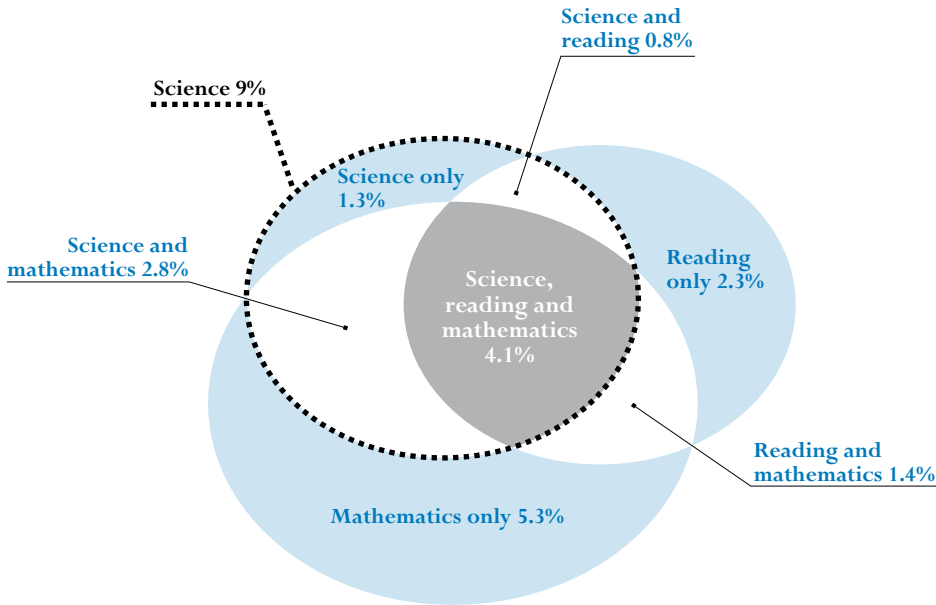 Science and
reading 0.8%
Science 9%
Science only
1.3%
Science and
mathematics 2.8%
Reading
only 2.3%
Science,
reading and
mathematics
4.1%
Reading and
mathematics 1.4%
Mathematics only 5.3%